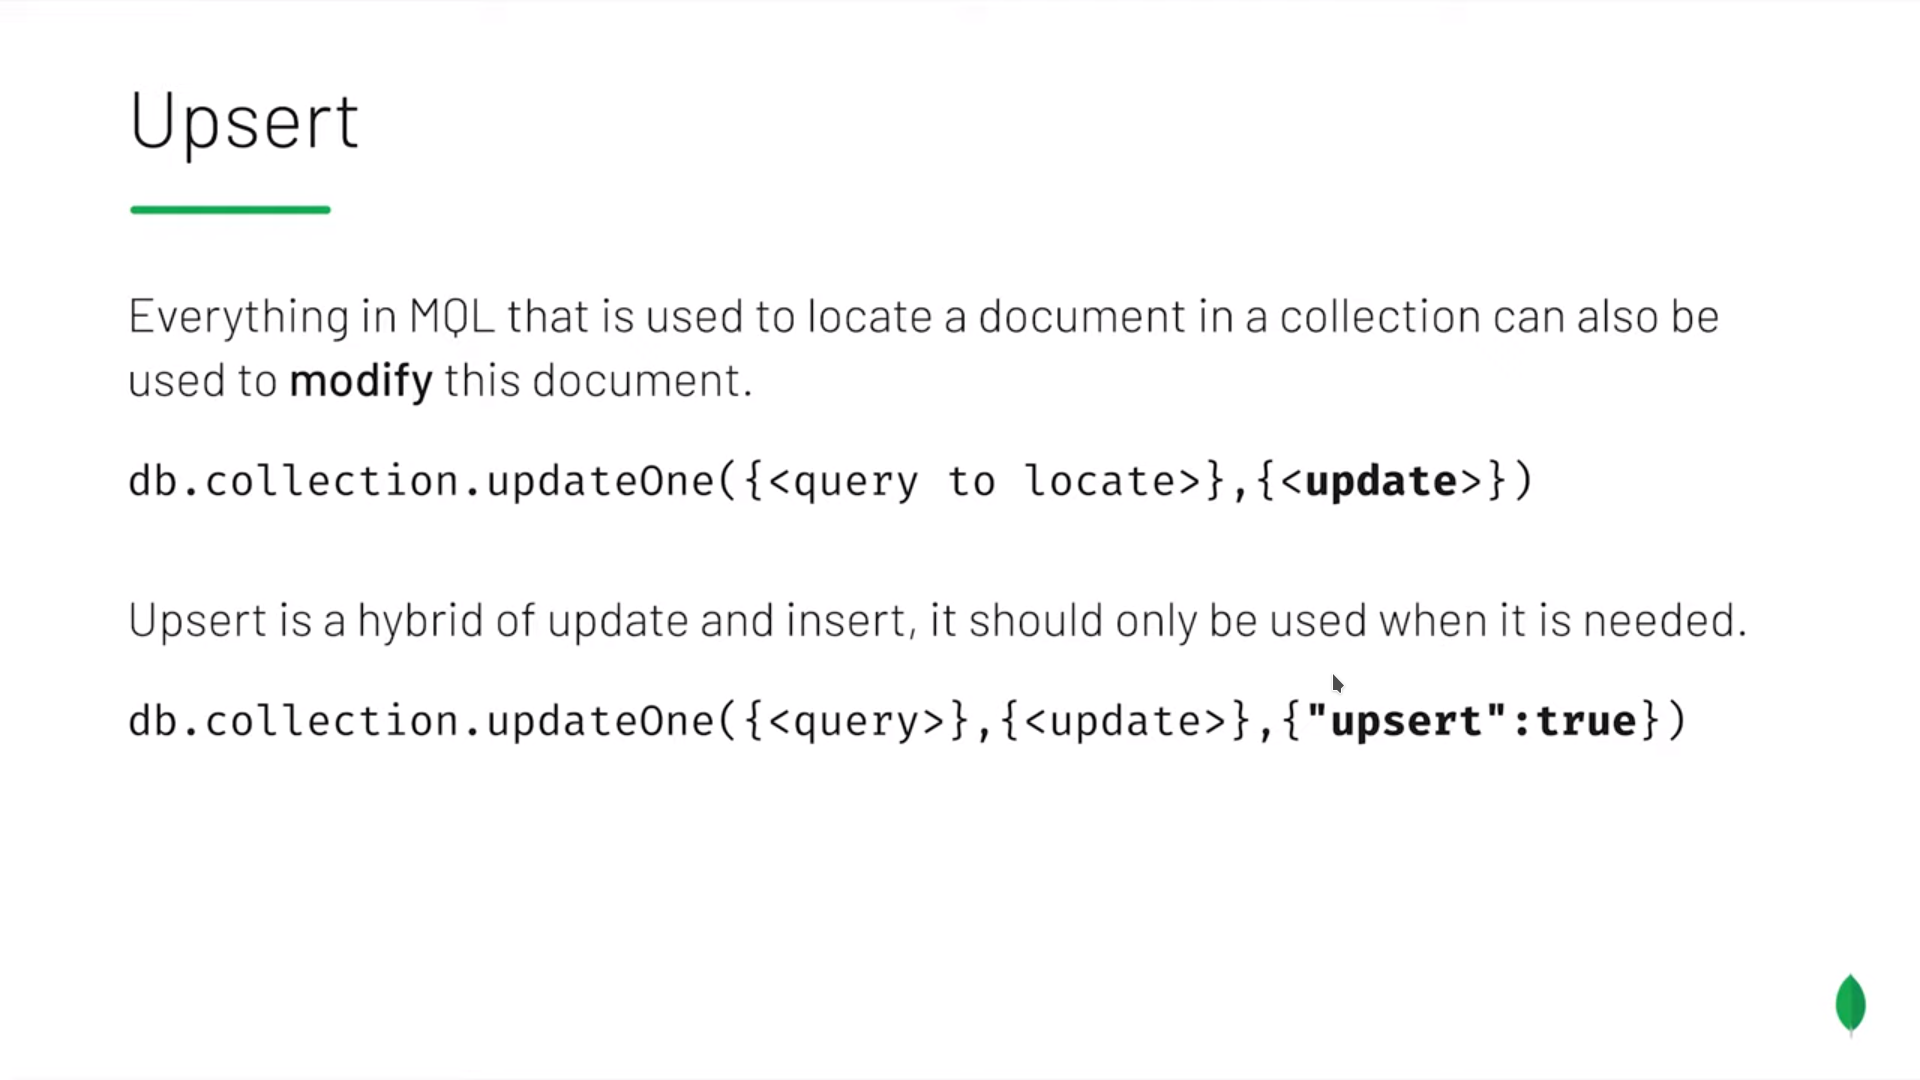 Upsert
Everything in MQL that is used to locate a document in a collection can also be
used to modify this document.
db.collection.updateOne({<query to locate>},{<update>})
Upsert is a hybrid of update and insert, it should only be used when it is needed.
db.collection.updateOne({<query>},{<update>},{"upsert":true})